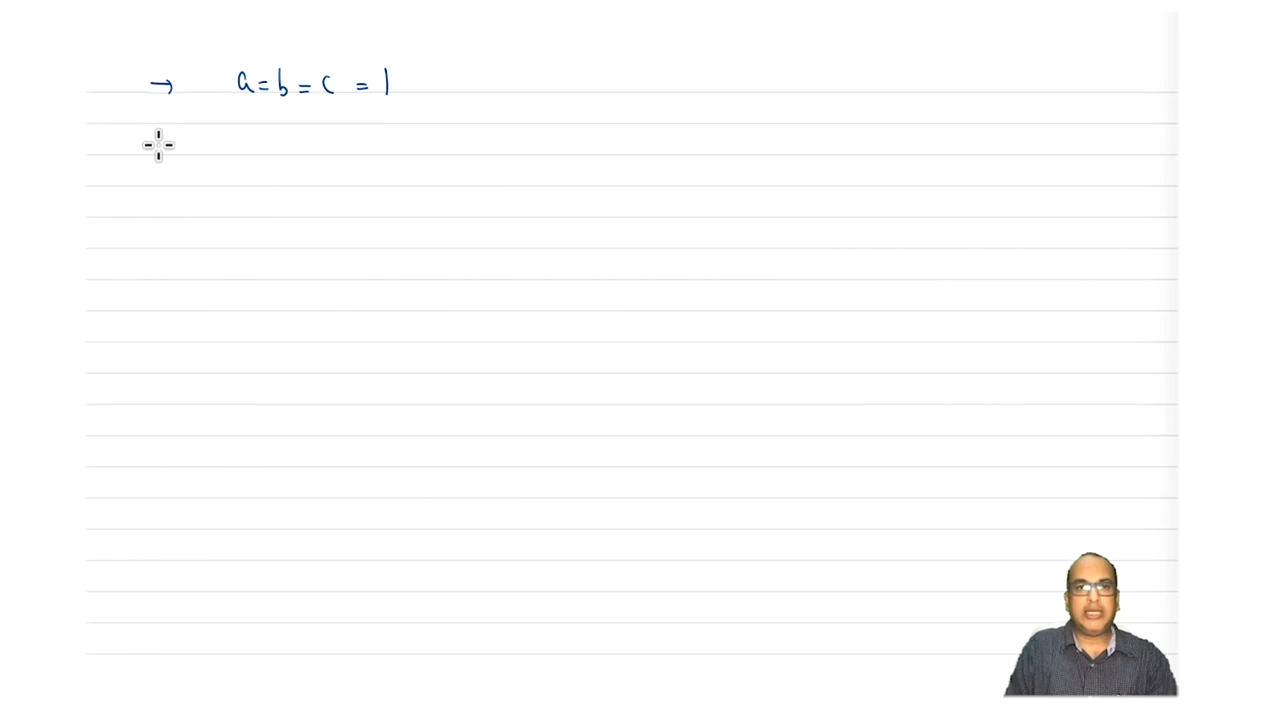 → a = b = c = 1